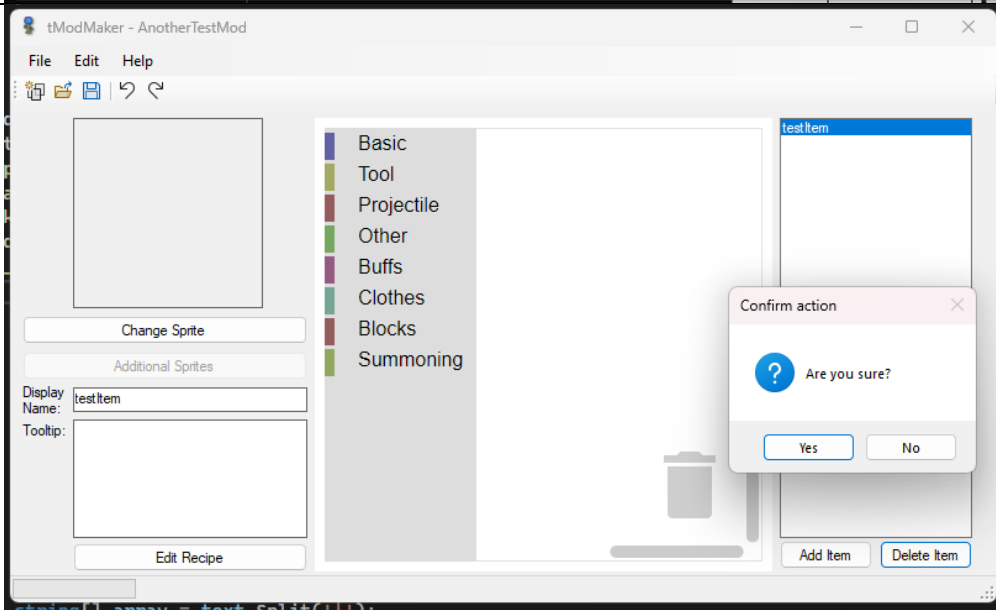 tModMaker - AnotherTestMod
File Edit Help
Basic
Tool
Projectile
Other
Buffs
Clothes
Blocks
Summoning
testItem
Change Sprite
Additional Sprites
Display
Name:
testItem
Tooltip:
Edit Recipe
Confirm action
? Are you sure?
Yes No
Add Item Delete Item
string[] array = text.Split('|');